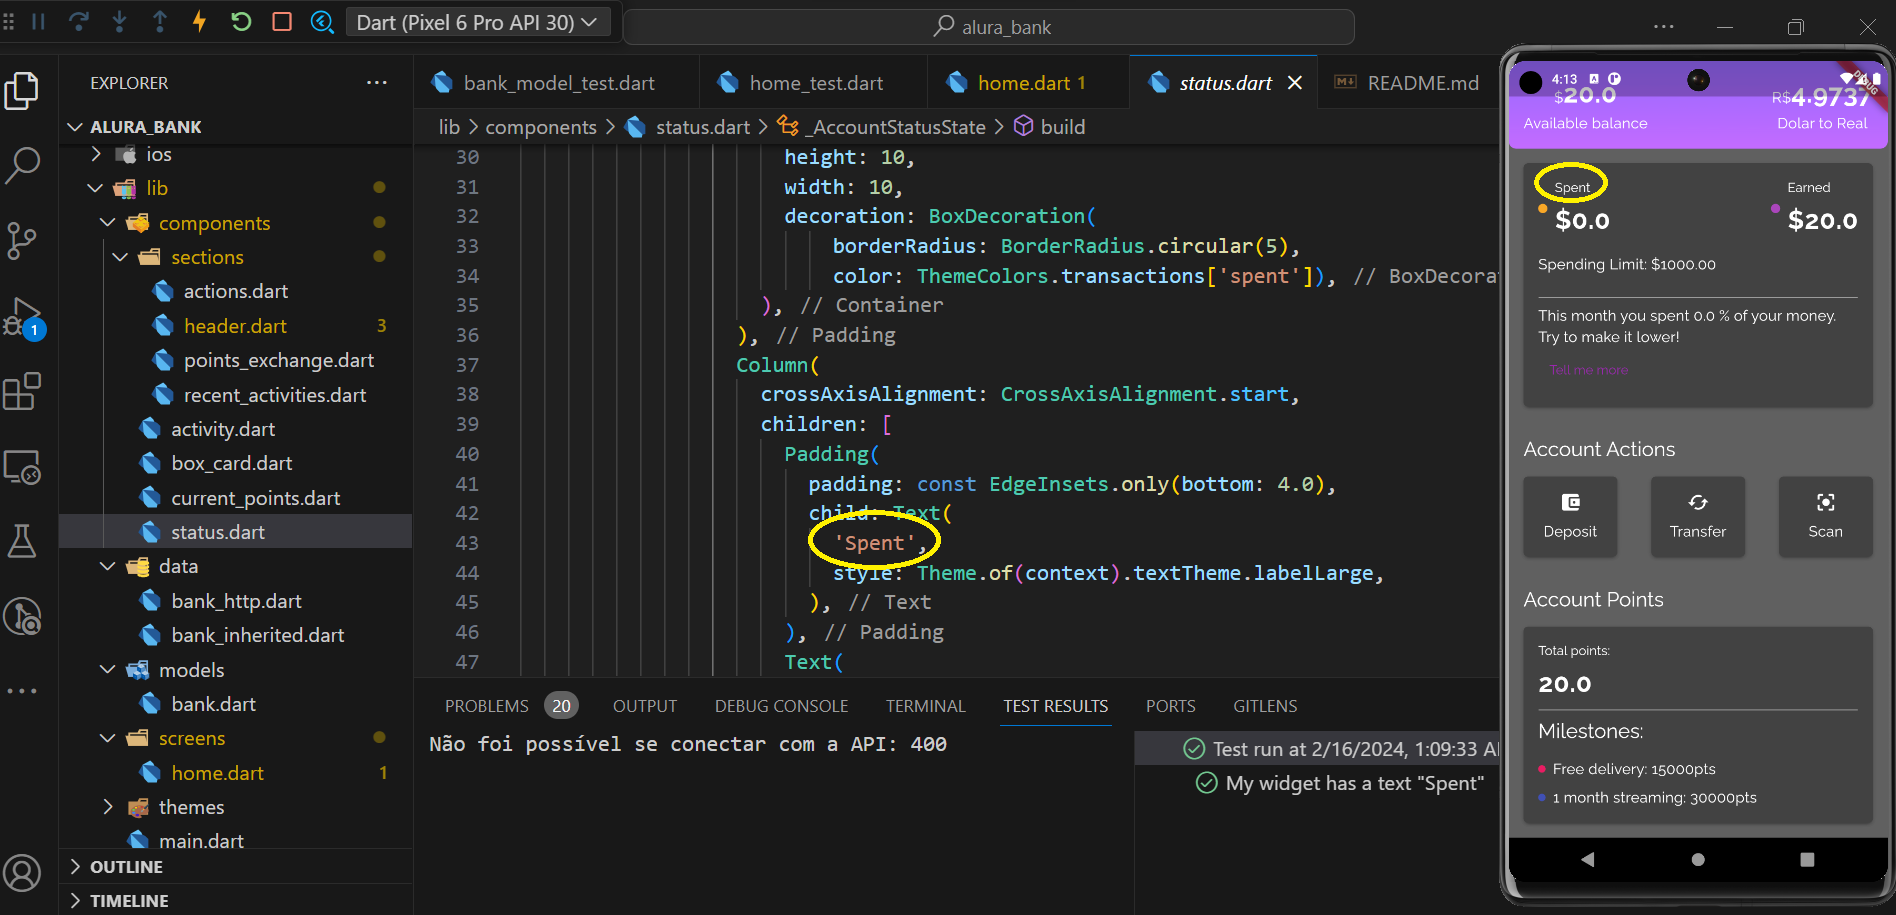 Dart (Pixel 6 Pro API 30)
alura_bank
EXPLORER
ALURA_BANK
ios
lib
components
sections
actions.dart
header.dart 3
points_exchange.dart
recent_activities.dart
activity.dart
box_card.dart
current_points.dart
status.dart
data
bank_http.dart
bank_inherited.dart
models
bank.dart
screens
home.dart 1
themes
main.dart
OUTLINE
TIMELINE
1
bank_model_test.dart
home_test.dart
home.dart 1
status.dart
README.md
lib > components > status.dart > _AccountStatusState > build
30 height: 10,
31 width: 10,
32 decoration: BoxDecoration(
33 borderRadius: BorderRadius.circular(5),
34 color: ThemeColors.transactions['spent']), // BoxDecorat
35 ), // Container
36 ), // Padding
37 Column(
38 crossAxisAlignment: CrossAxisAlignment.start,
39 children: [
40 Padding(
41 padding: const EdgeInsets.only(bottom: 4.0),
42 child: Text(
43 'Spent',
44 style: Theme.of(context).textTheme.labelLarge,
45 ), // Text
46 ), // Padding
47 Text(
PROBLEMS 20
OUTPUT
DEBUG CONSOLE
TERMINAL
TEST RESULTS
PORTS
GITLENS
Não foi possível se conectar com a API: 400
Test run at 2/16/2024, 1:09:33 A
My widget has a text "Spent"
4:13
DEBUG
$20.0
R$4.9737
Available balance
Dolar to Real
Spent
Earned
$0.0
$20.0
Spending Limit: $1000.00
This month you spent 0.0 % of your money.
Try to make it lower!
Tell me more
Account Actions
Deposit
Transfer
Scan
Account Points
Total points:
20.0
Milestones:
Free delivery: 15000pts
1 month streaming: 30000pts